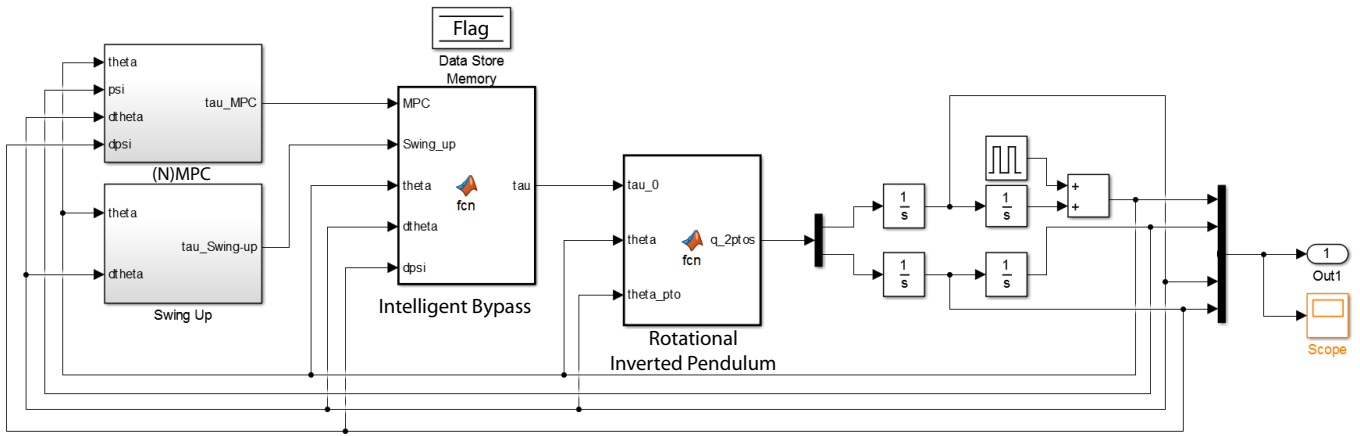 Flag
Data Store
Memory
theta
psi
dtheta
dpsi
tau_MPC
(N)MPC
theta
dtheta
tau_Swing-up
Swing Up
MPC
Swing_up
theta
dtheta
dpsi
fcn
tau
Intelligent Bypass
tau_0
theta
theta_pto
fcn
q_2ptos
Rotational
Inverted Pendulum
1
s
1
s
1
s
1
s
+
+
1
Out1
Scope